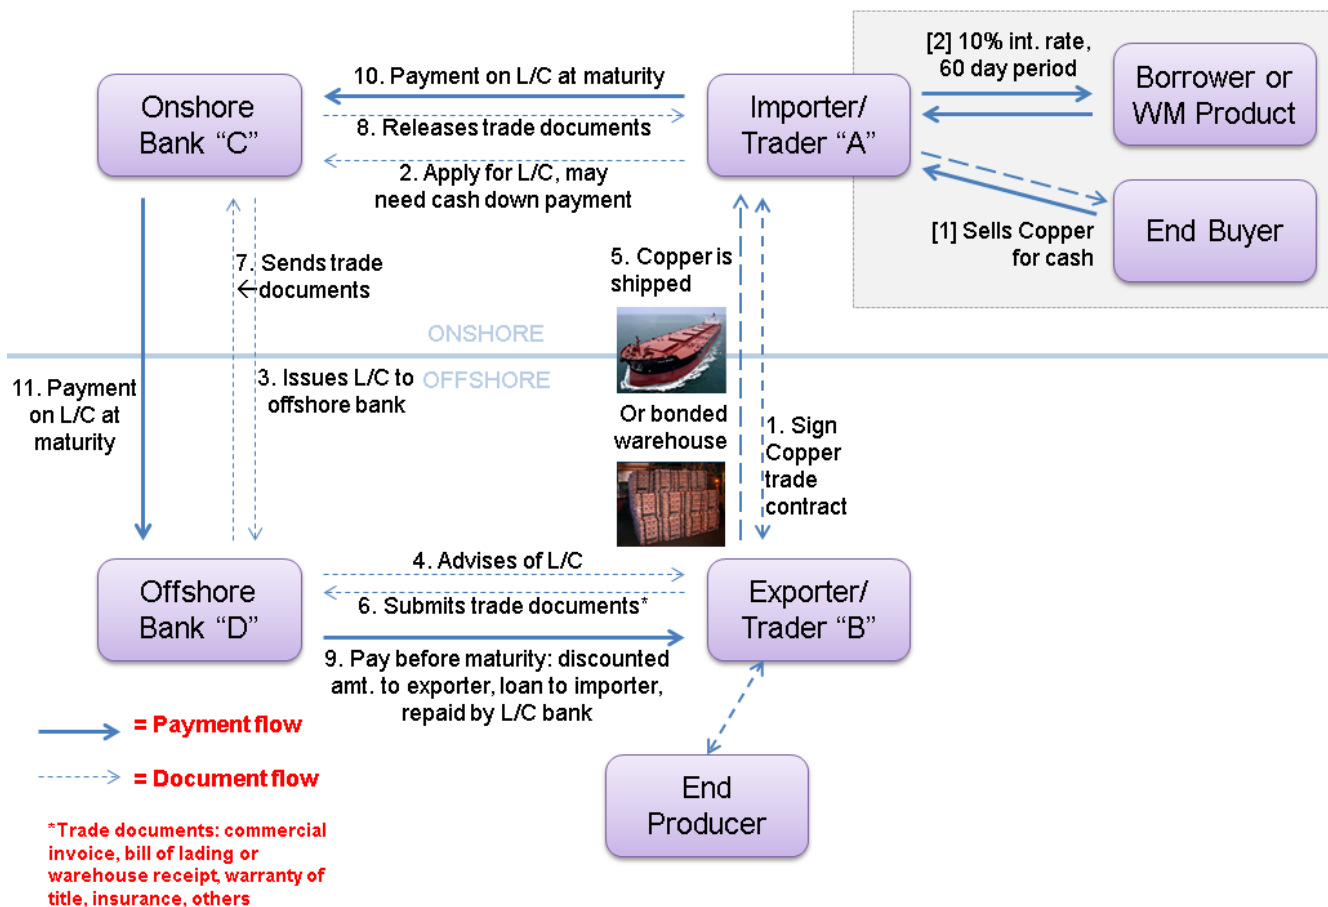 Onshore
Bank “C”
10. Payment on L/C at maturity
8. Releases trade documents
2. Apply for L/C, may
need cash down payment
Importer/
Trader “A”
[2] 10% int. rate,
60 day period
Borrower or
WM Product
[1] Sells Copper
for cash
End Buyer
7. Sends trade
←documents
5. Copper is
shipped
ONSHORE
OFFSHORE
11. Payment
on L/C at
maturity
3. Issues L/C to
offshore bank
Or bonded
warehouse
1. Sign
Copper
trade
contract
Offshore
Bank “D”
4. Advises of L/C
6. Submits trade documents*
9. Pay before maturity: discounted
amt. to exporter, loan to importer,
repaid by L/C bank
Exporter/
Trader “B”
End
Producer
= Payment flow
= Document flow
*Trade documents: commercial
invoice, bill of lading or
warehouse receipt, warranty of
title, insurance, others